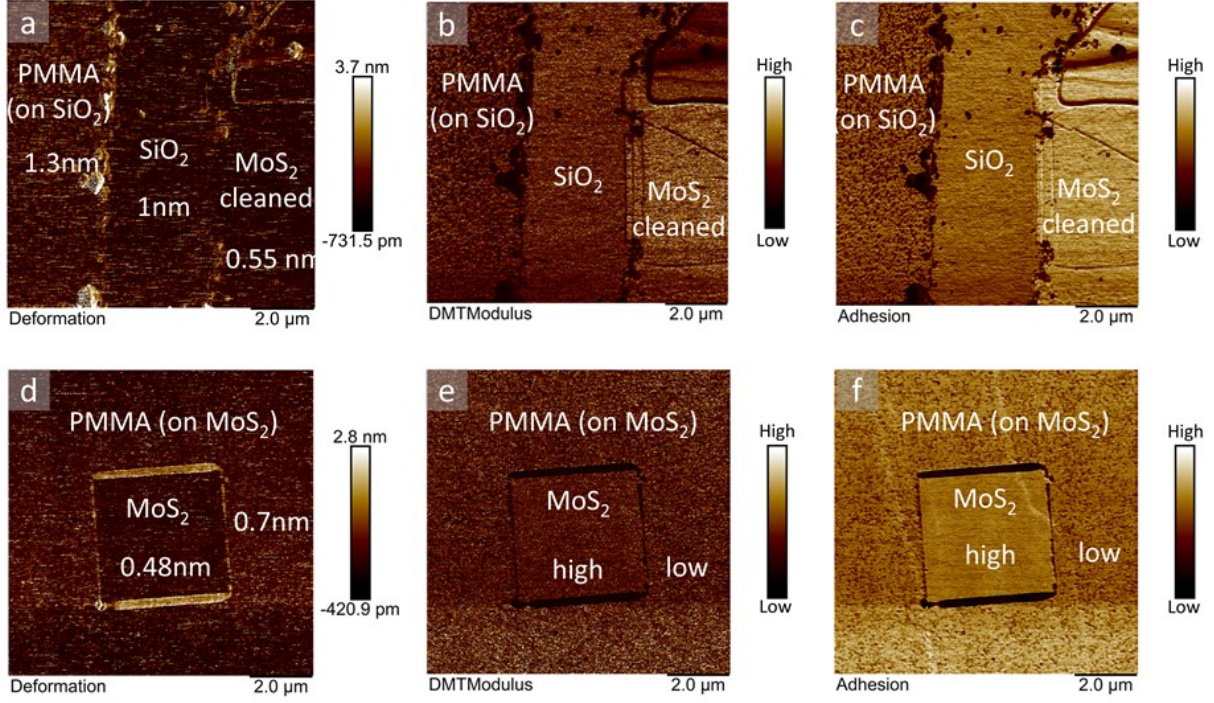 a
PMMA
(on SiO₂)
1.3nm
SiO₂
1nm
MoS₂
cleaned
0.55 nm
3.7 nm
-731.5 pm
Deformation
2.0 µm
b
PMMA
(on SiO₂)
SiO₂
MoS₂
cleaned
High
Low
DMTModulus
2.0 µm
c
PMMA
(on SiO₂)
SiO₂
MoS₂
cleaned
High
Low
Adhesion
2.0 µm
d
PMMA (on MoS₂)
MoS₂
0.7nm
0.48nm
2.8 nm
-420.9 pm
Deformation
2.0 µm
e
PMMA (on MoS₂)
MoS₂
high
low
High
Low
DMTModulus
2.0 µm
f
PMMA (on MoS₂)
MoS₂
high
low
High
Low
Adhesion
2.0 µm